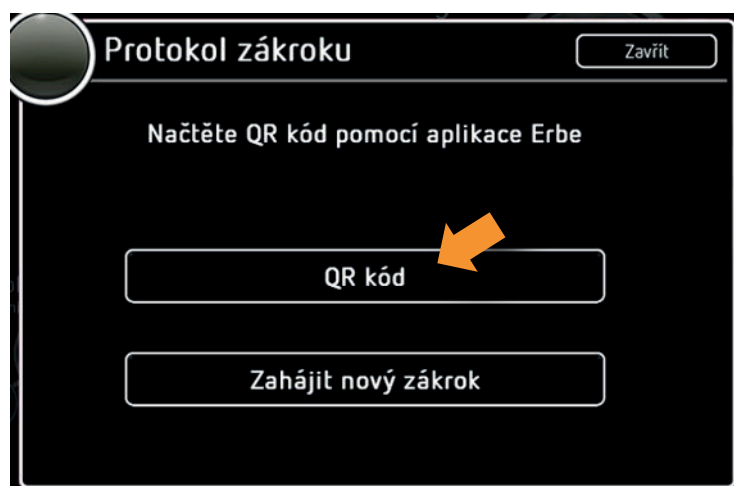 Protokol zákroku
Zavřít
Načtěte QR kód pomocí aplikace Erbe
QR kód
Zahájit nový zákrok